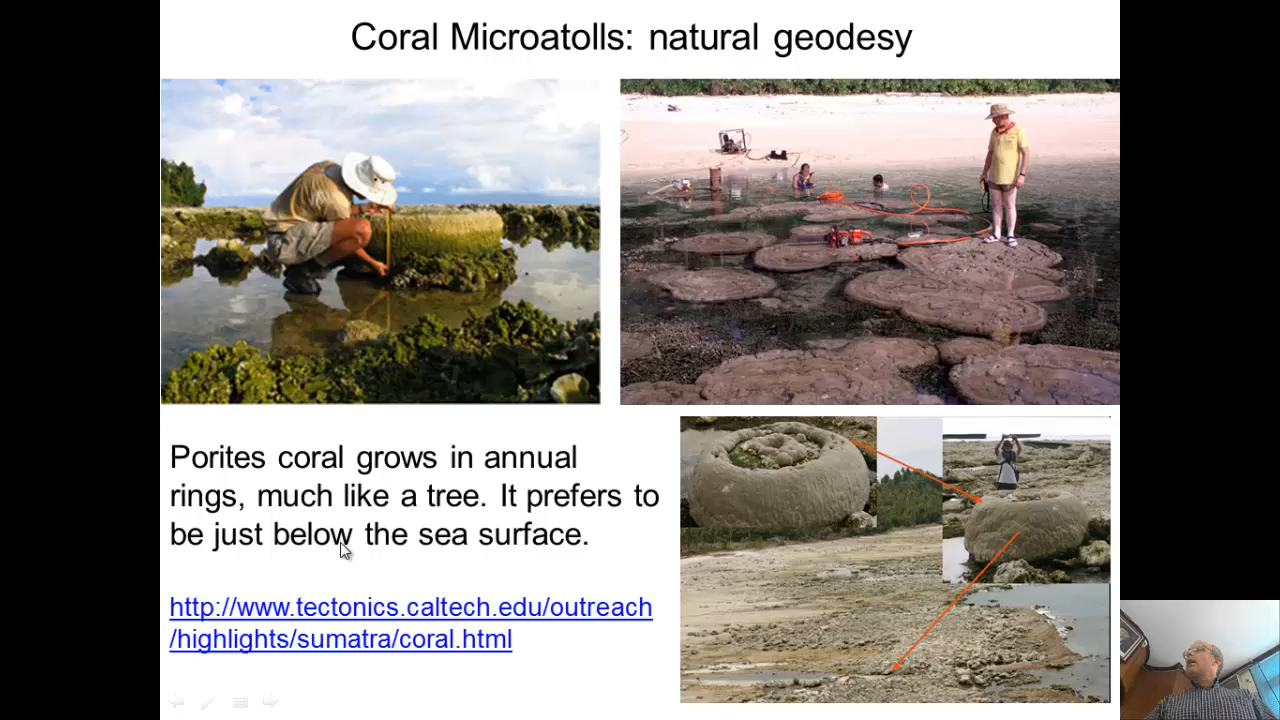 Coral Microatolls: natural geodesy
Porites coral grows in annual
rings, much like a tree. It prefers to
be just below the sea surface.
http://www.tectonics.caltech.edu/outreach
/highlights/sumatra/coral.html